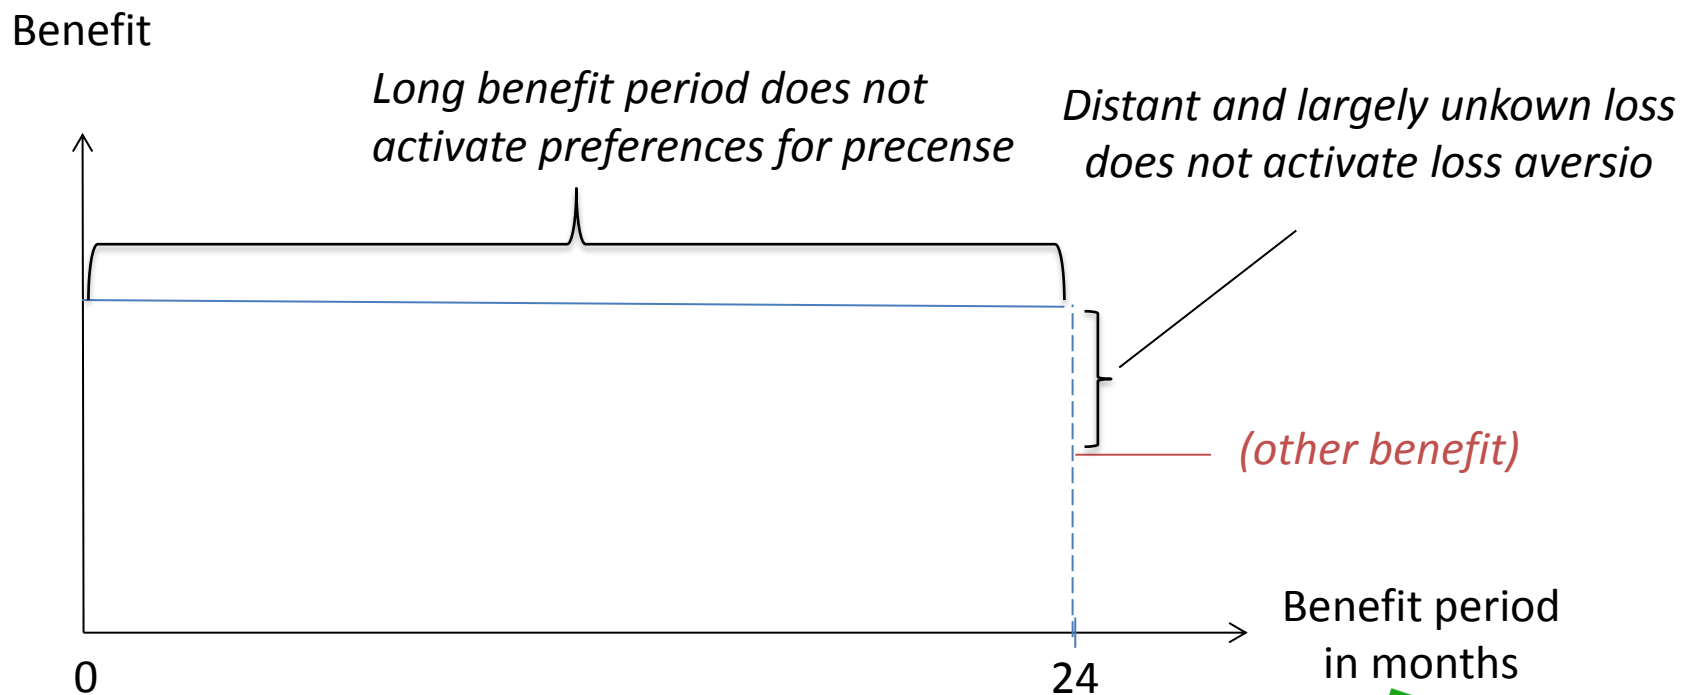 Benefit
Long benefit period does not
activate preferences for precense
Distant and largely unkown loss
does not activate loss aversio
(other benefit)
Benefit period
in months
0
24